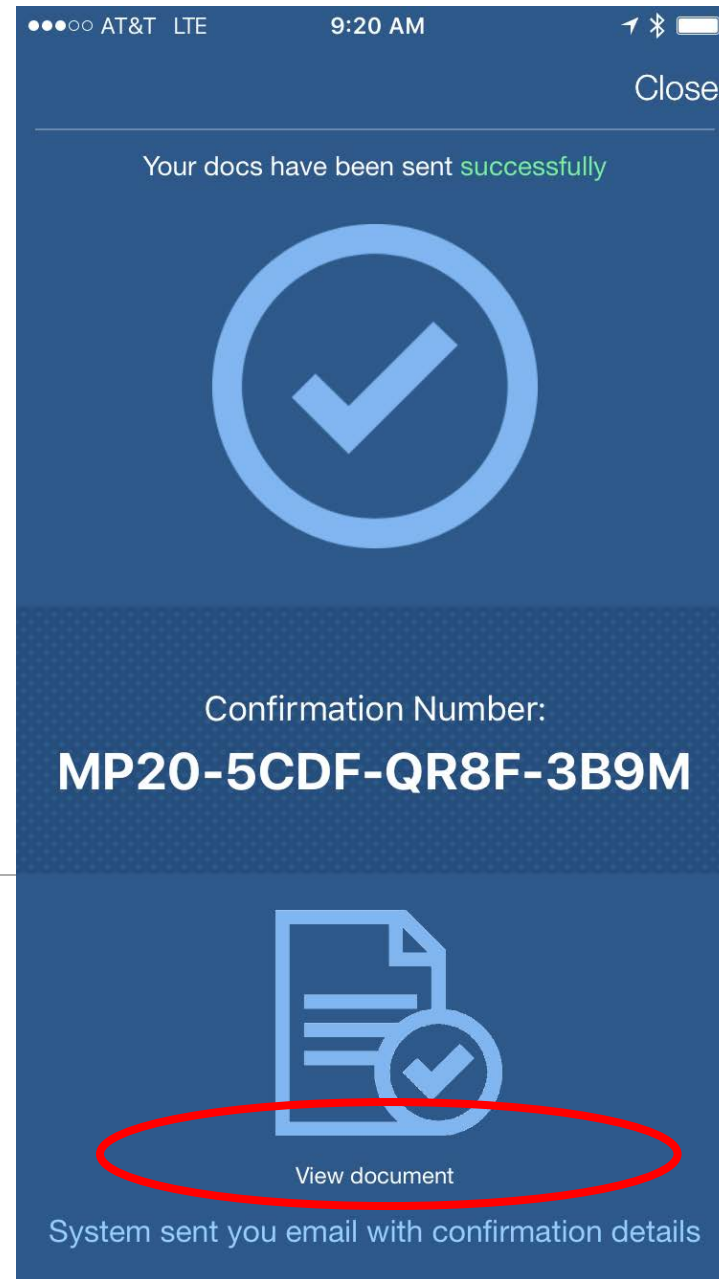 AT&T LTE 9:20 AM
Close
Your docs have been sent successfully
Confirmation Number:
MP20-5CDF-QR8F-3B9M
View document
System sent you email with confirmation details